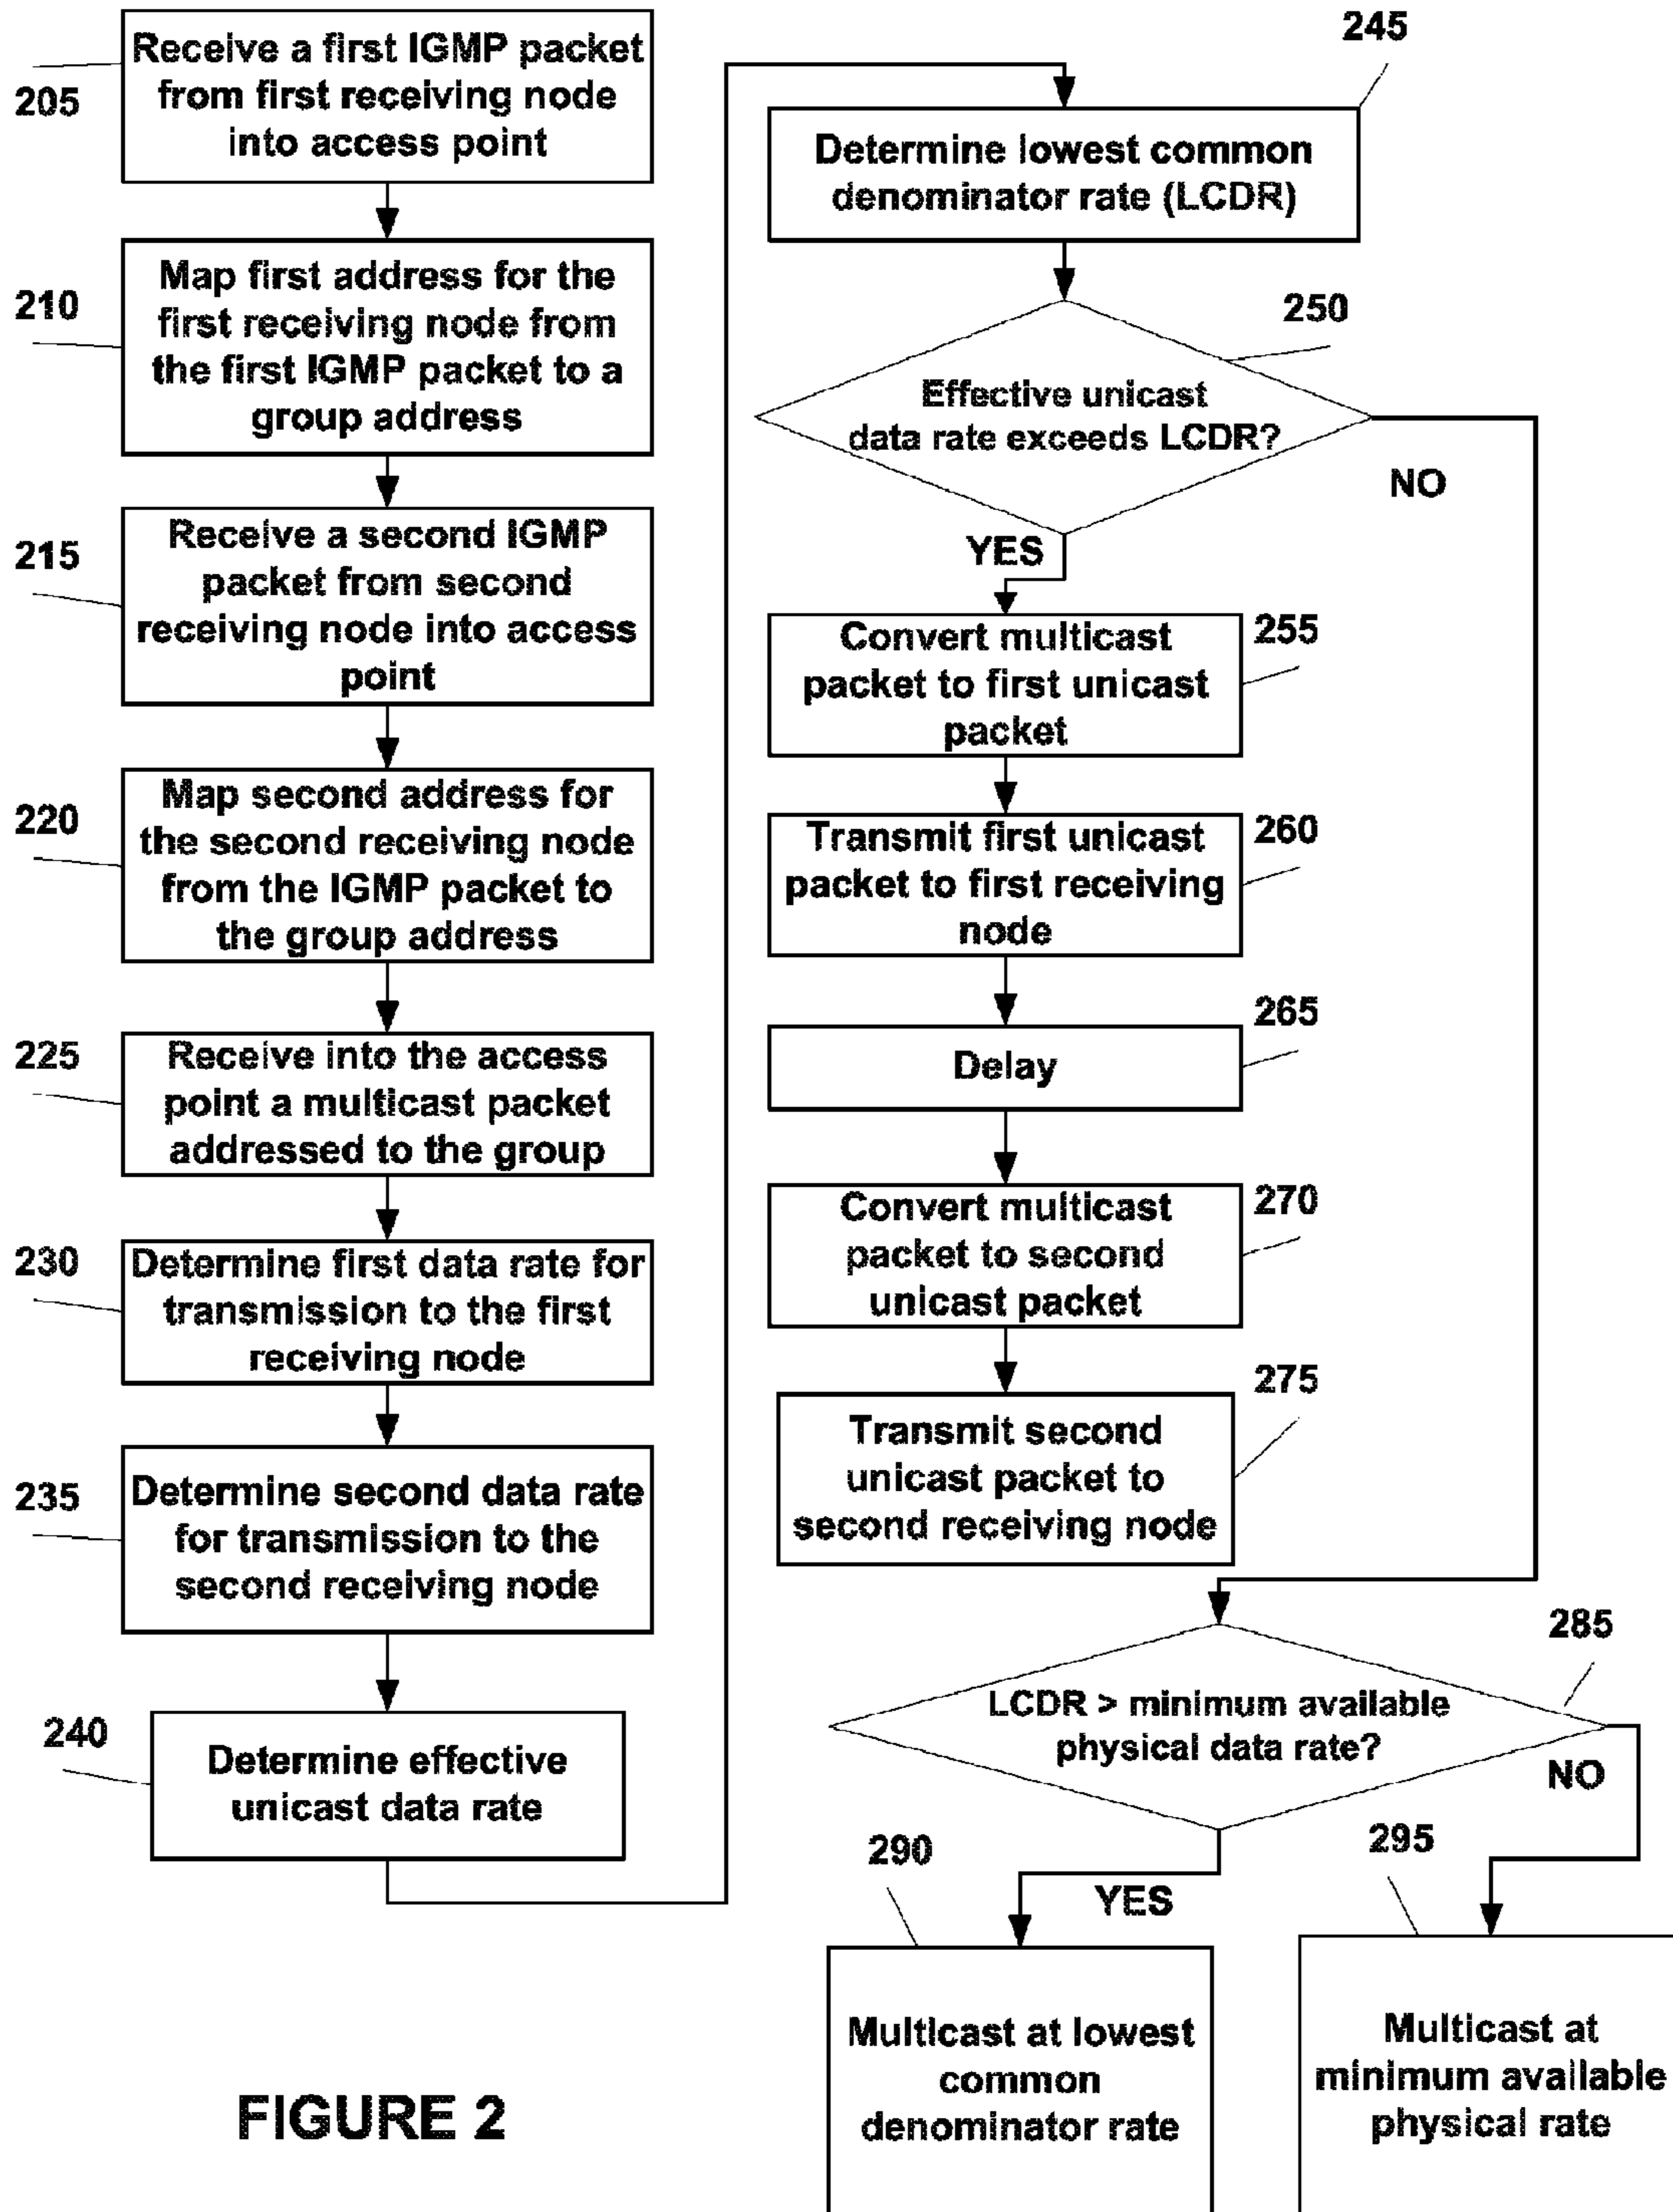 205
Receive a first IGMP packet
from first receiving node
into access point
210
Map first address for the
first receiving node from
the first IGMP packet to a
group address
215
Receive a second IGMP
packet from second
receiving node into access
point
220
Map second address for
the second receiving node
from the IGMP packet to
the group address
225
Receive into the access
point a multicast packet
addressed to the group
230
Determine first data rate for
transmission to the first
receiving node
235
Determine second data rate
for transmission to the
second receiving node
240
Determine effective
unicast data rate
245
Determine lowest common
denominator rate (LCDR)
250
Effective unicast
data rate exceeds LCDR?
NO
YES
255
Convert multicast
packet to first unicast
packet
260
Transmit first unicast
packet to first receiving
node
265
Delay
270
Convert multicast
packet to second
unicast packet
275
Transmit second
unicast packet to
second receiving node
285
LCDR > minimum available
physical data rate?
NO
YES
290
Multicast at lowest
common
denominator rate
295
Multicast at
minimum available
physical rate
FIGURE 2